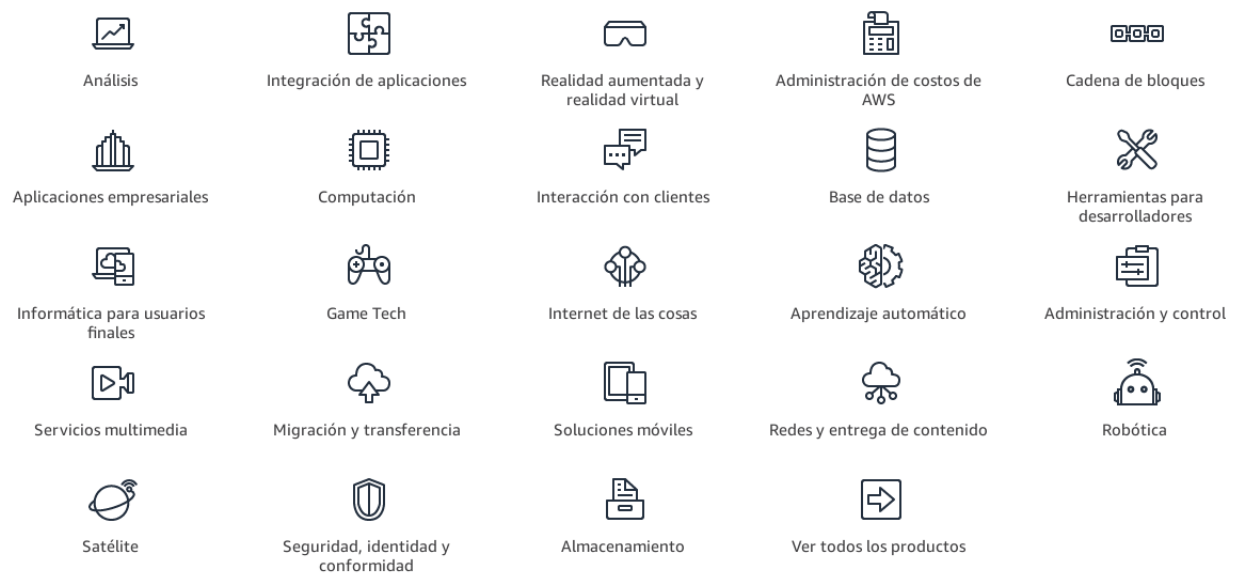 Análisis
Integración de aplicaciones
Realidad aumentada y
realidad virtual
Administración de costos de
AWS
Cadena de bloques
Aplicaciones empresariales
Computación
Interacción con clientes
Base de datos
Herramientas para
desarrolladores
Informática para usuarios
finales
Game Tech
Internet de las cosas
Aprendizaje automático
Administración y control
Servicios multimedia
Migración y transferencia
Soluciones móviles
Redes y entrega de contenido
Robótica
Satélite
Seguridad, identidad y
conformidad
Almacenamiento
Ver todos los productos